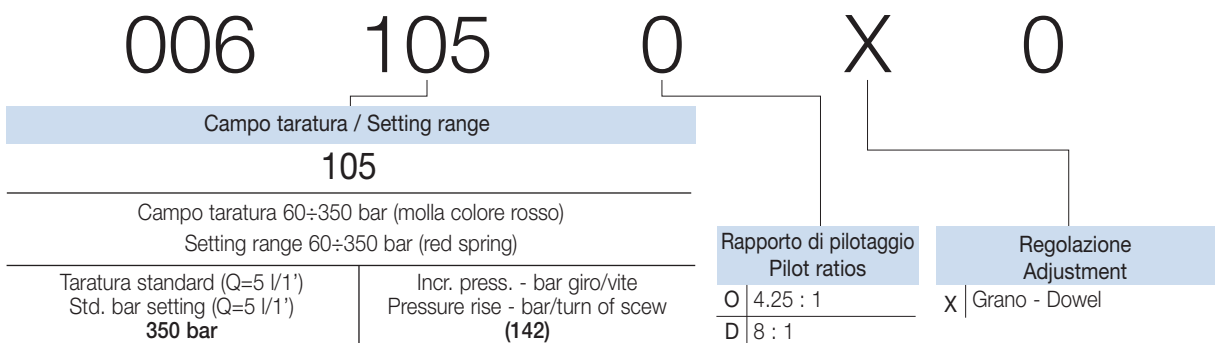 006 105 0 X 0
Campo taratura / Setting range
105
Campo taratura 60÷350 bar (molla colore rosso)
Setting range 60÷350 bar (red spring)
Taratura standard (Q=5 l/1')
Std. bar setting (Q=5 l/1')
350 bar
Incr. press. - bar giro/vite
Pressure rise - bar/turn of scew
(142)
Rapporto di pilotaggio
Pilot ratios
O 4.25 : 1
D 8 : 1
Regolazione
Adjustment
X Grano - Dowel